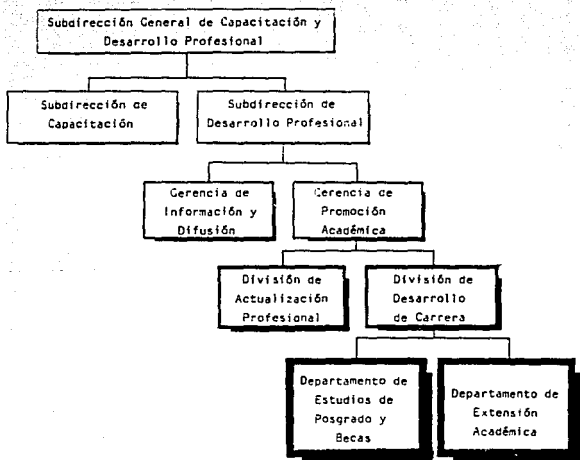 Subdirección General de Capacitación y
Desarrollo Profesional
Subdirección de
Capacitación
Subdirección de
Desarrollo Profesional
Gerencia de
Información y
Difusión
Gerencia de
Promoción
Académica
División de
Actualización
Profesional
División de
Desarrollo
de Carrera
Departamento de
Estudios de
Posgrado y
Becas
Departamento de
Extensión
Académica